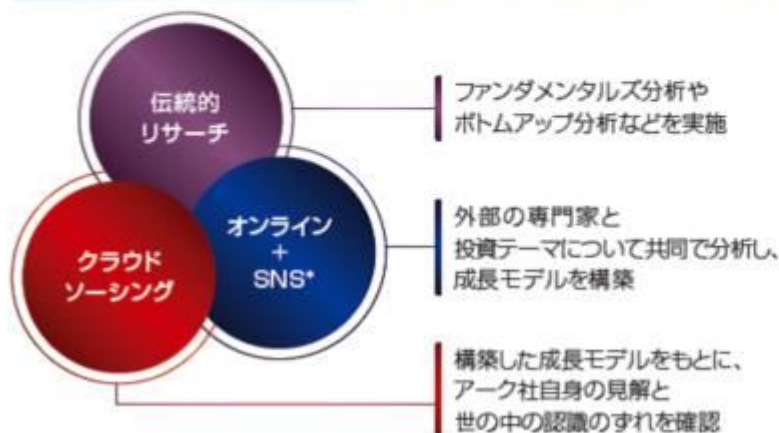 伝統的
リサーチ
ファンダメンタルズ分析や
ボトムアップ分析などを実施
オンライン
+
SNS*
外部の専門家と
投資テーマについて共同で分析し、
成長モデルを構築
クラウド
ソーシング
構築した成長モデルをもとに、
アーク社自身の見解と
世の中の認識のずれを確認